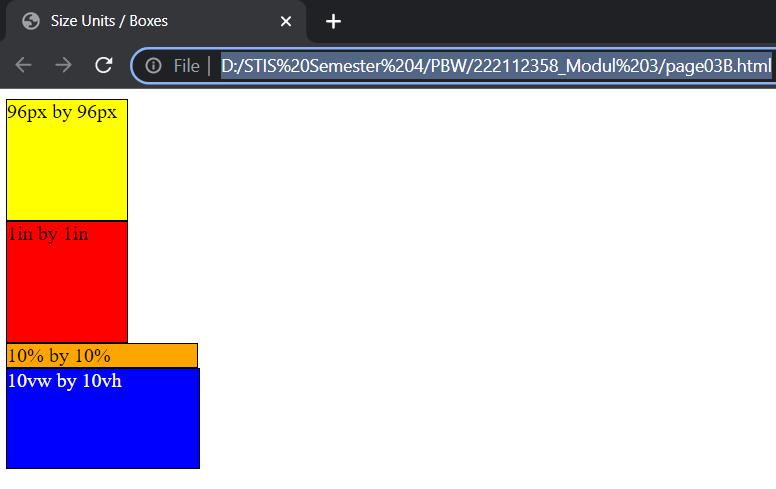 Size Units / Boxes
File | D:/STIS%20Semester%204/PBW/222112358_Modul%203/page03B.html
96px by 96px
1in by 1in
10% by 10%
10vw by 10vh